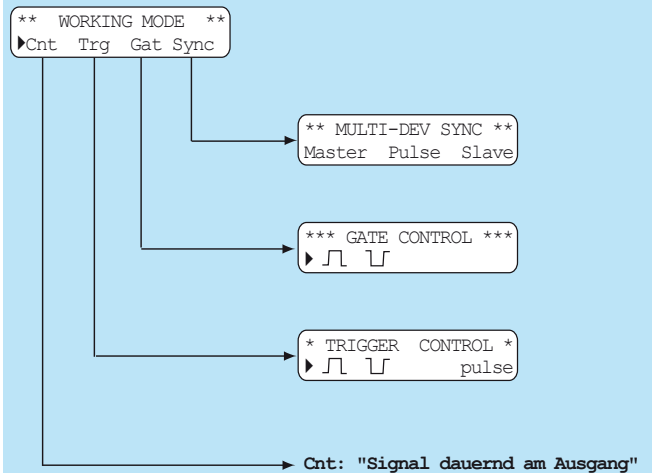 ** WORKING MODE **
Cnt Trg Gat Sync
** MULTI-DEV SYNC **
Master Pulse Slave
*** GATE CONTROL ***
* TRIGGER CONTROL *
pulse
Cnt: "Signal dauernd am Ausgang"